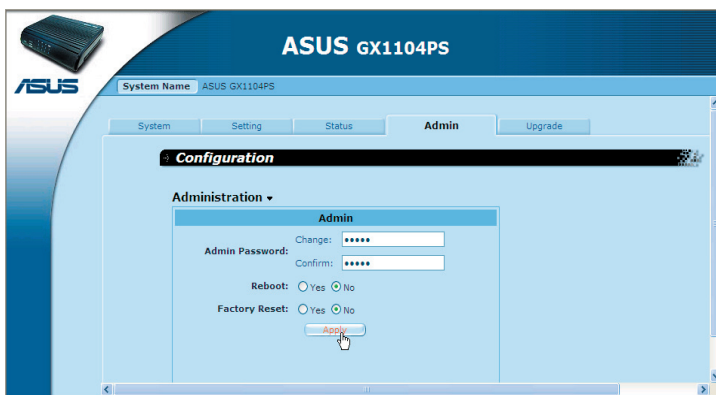 ASUS GX1104PS
ASUS
System Name ASUS GX1104PS
System Setting Status Admin Upgrade
Configuration
Administration
Admin
Admin Password:
Change: •••••
Confirm: •••••
Reboot: Yes No
Factory Reset: Yes No
Apply